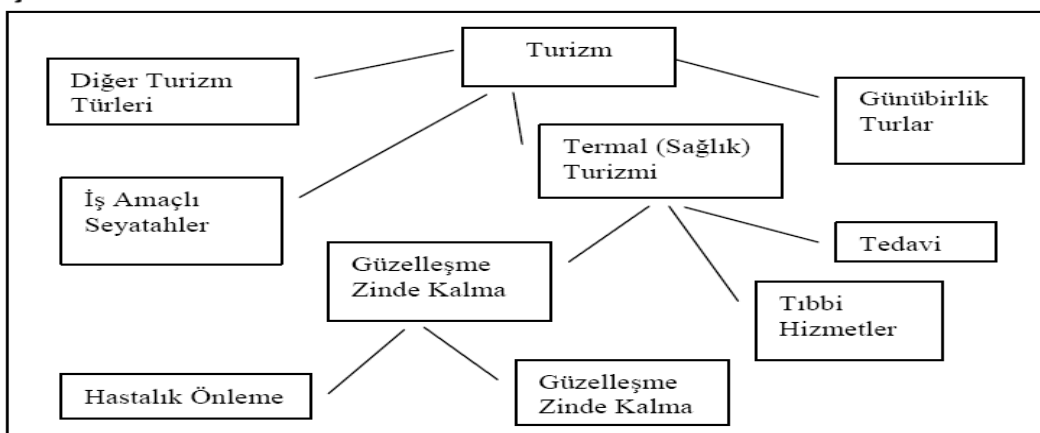 Turizm
Diğer Turizm
Türleri
Günübirlik
Turlar
Termal (Sağlık)
Turizmi
İş Amaçlı
Seyatahler
Tedavi
Güzelleşme
Zinde Kalma
Tıbbi
Hizmetler
Hastalık Önleme
Güzelleşme
Zinde Kalma